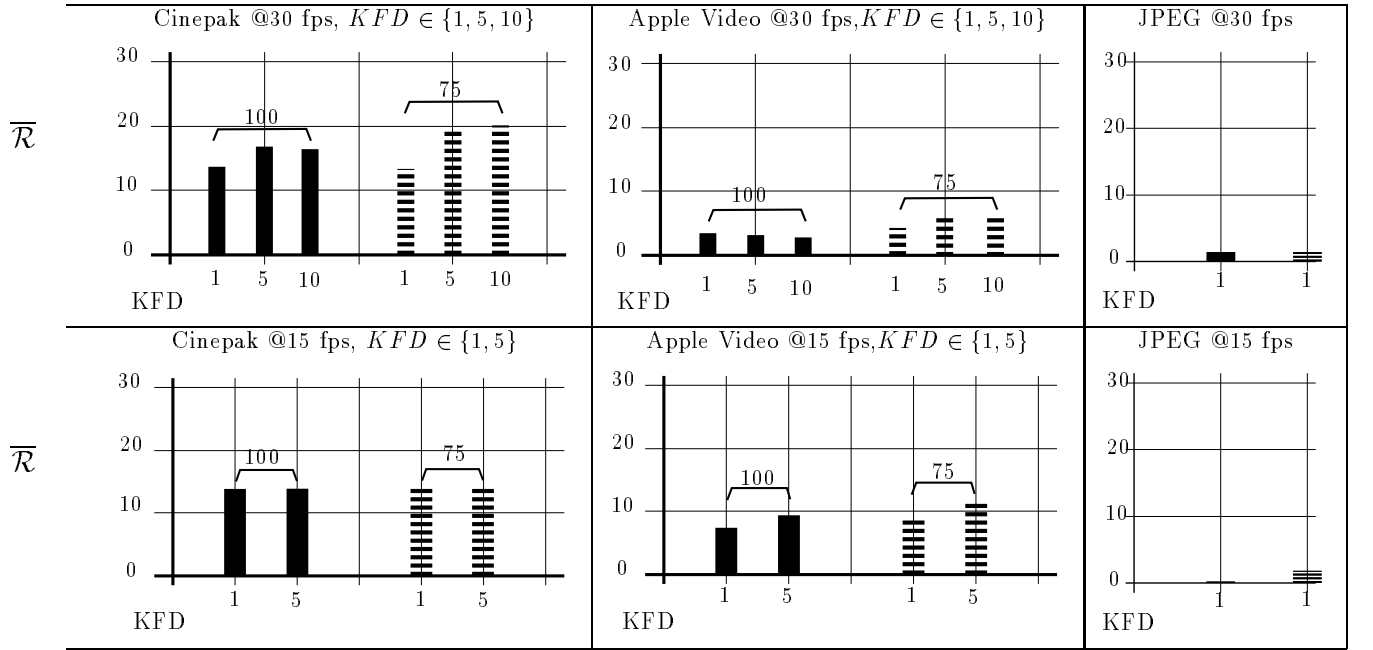 Cinepak @30 fps, KFD ∈ {1, 5, 10}
30
20
10
0
100
75
1 5 10 1 5 10
KFD
Apple Video @30 fps,KFD ∈ {1, 5, 10}
30
20
10
0
100
75
1 5 10 1 5 10
KFD
JPEG @30 fps
30
20
10
0
1 1
KFD
R̅
Cinepak @15 fps, KFD ∈ {1, 5}
30
20
10
0
100
75
1 5 1 5
KFD
Apple Video @15 fps,KFD ∈ {1, 5}
30
20
10
0
100
75
1 5 1 5
KFD
JPEG @15 fps
30
20
10
0
1 1
KFD
R̅